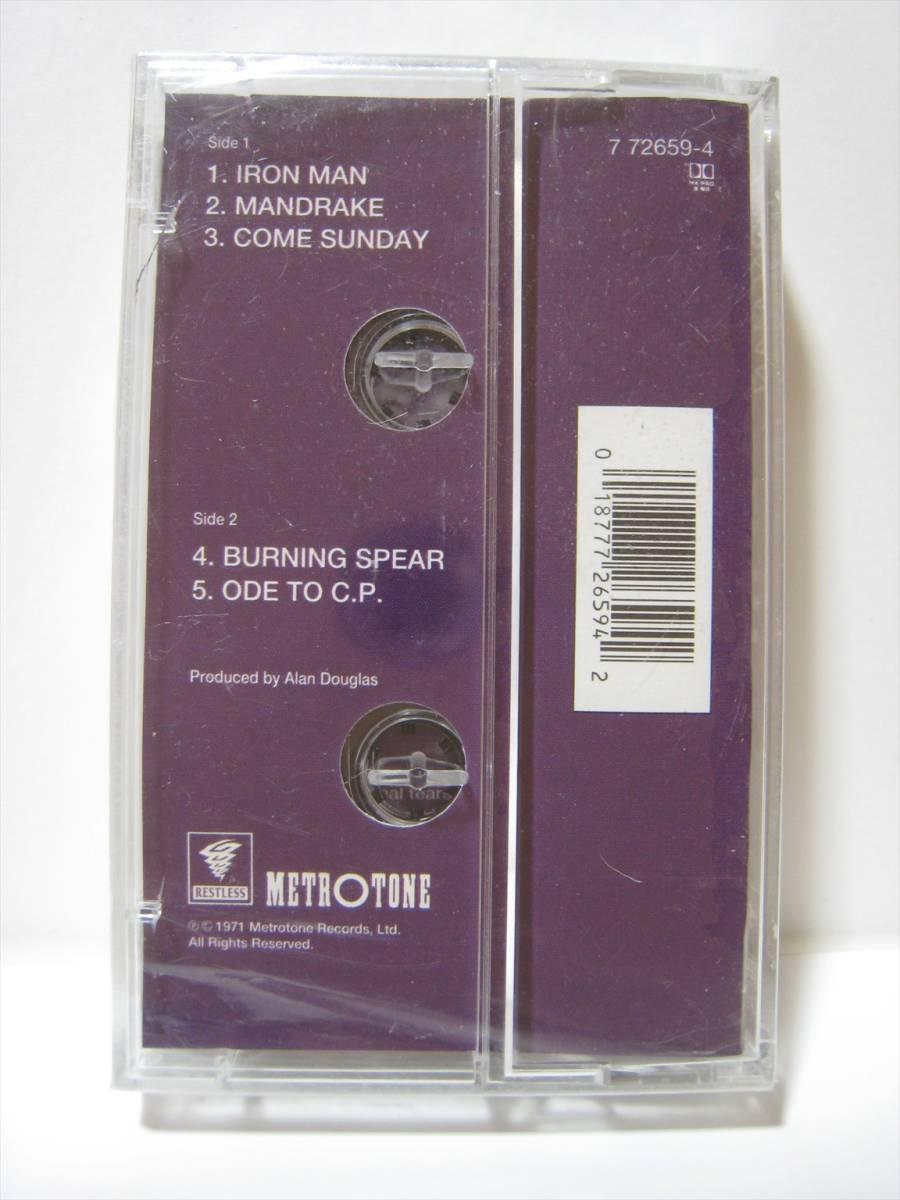 Side 1
1. IRON MAN
2. MANDRAKE
3. COME SUNDAY
Side 2
4. BURNING SPEAR
5. ODE TO C.P.
Produced by Alan Douglas
RESTLESS
METROTONE
℗ © 1971 Metrotone Records, Ltd.
All Rights Reserved.
7 72659-4
0 18777 26594 2